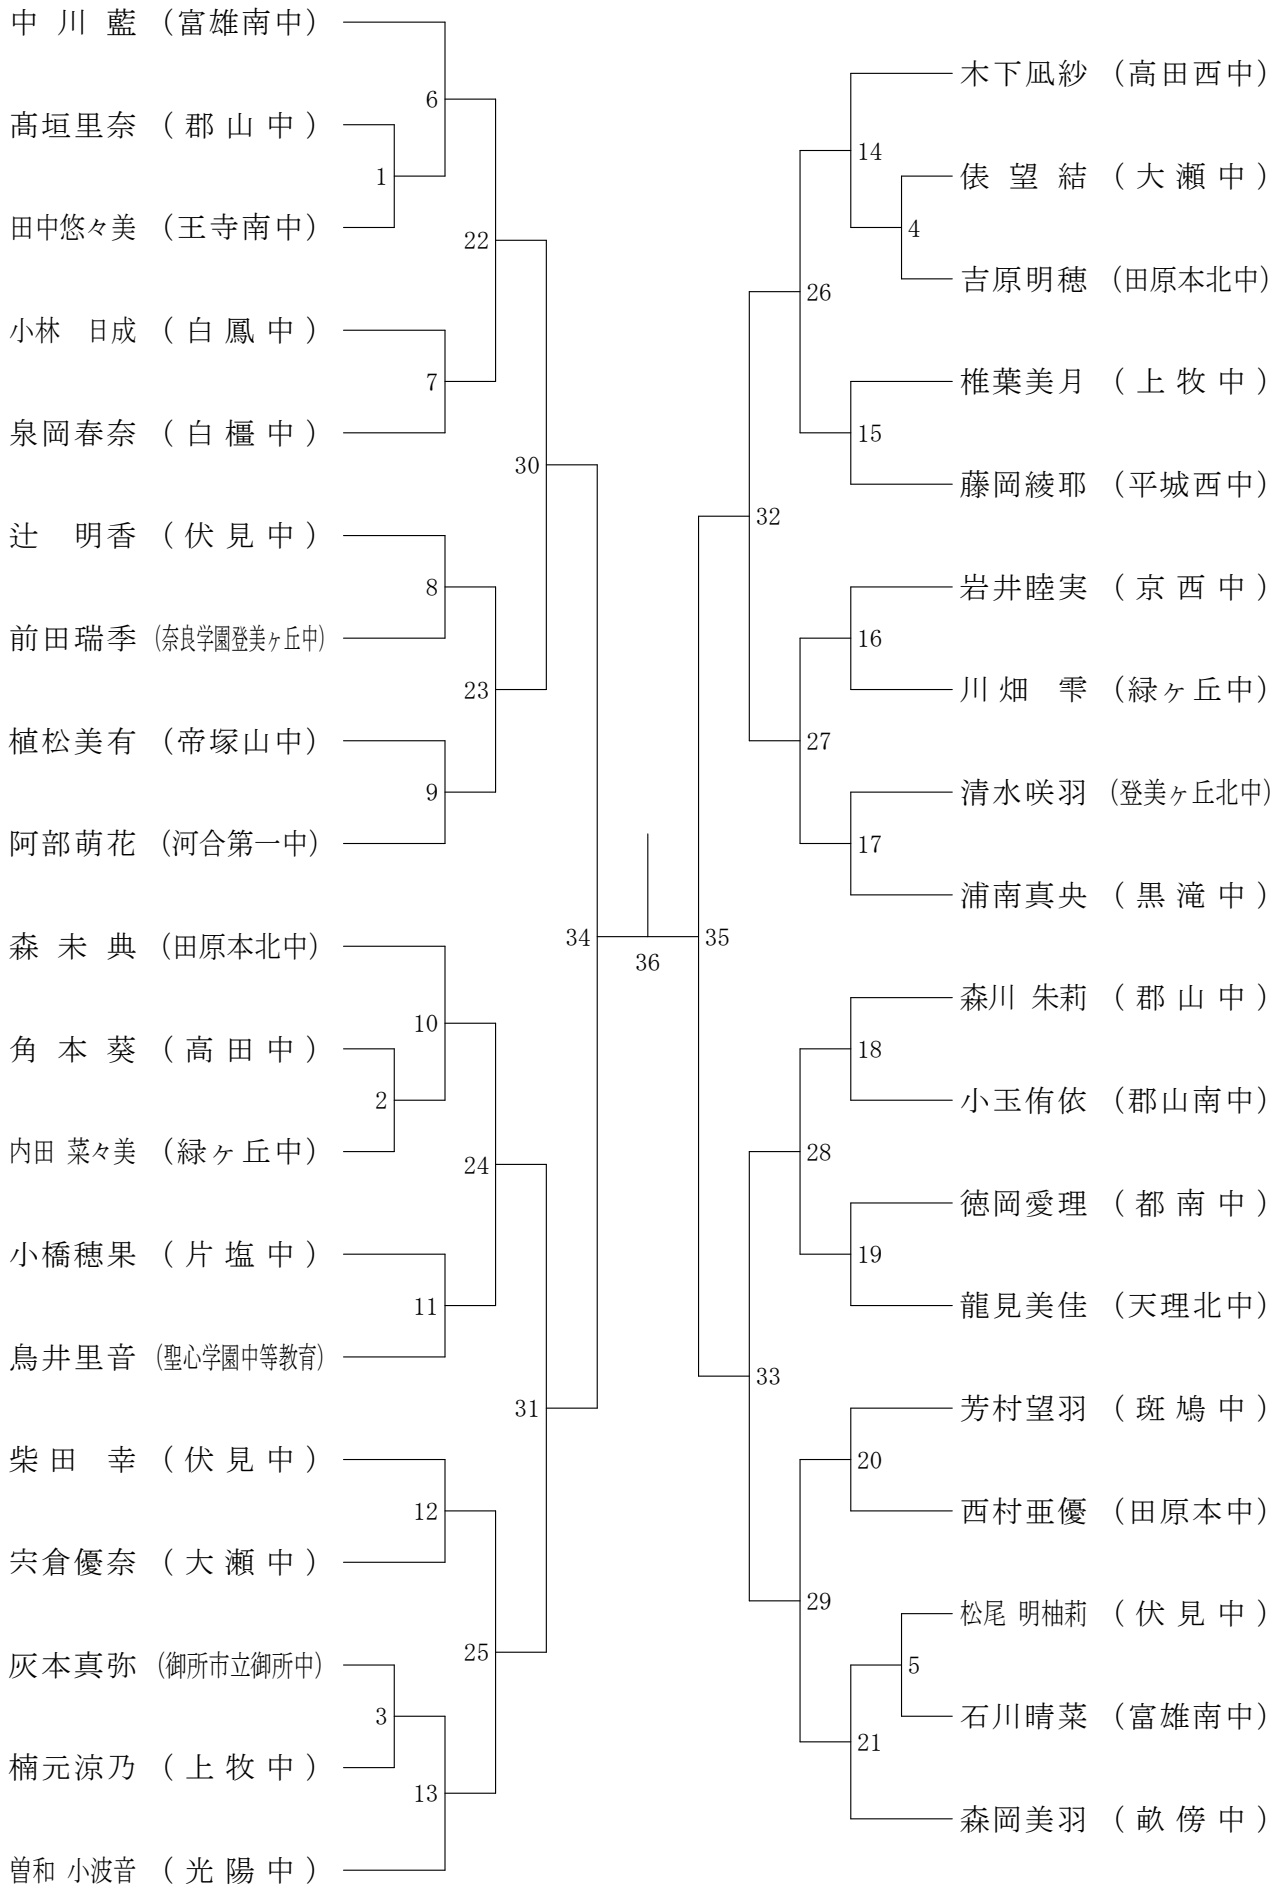 中川藍 (富雄南中)
髙垣里奈 (郡山中)
田中悠々美 (王寺南中)
小林 日成 (白鳳中)
泉岡春奈 (白橿中)
辻 明香 (伏見中)
前田瑞季 (奈良学園登美ヶ丘中)
植松美有 (帝塚山中)
阿部萌花 (河合第一中)
森未典 (田原本北中)
角本葵 (高田中)
内田 菜々美 (緑ヶ丘中)
小橋穂果 (片塩中)
鳥井里音 (聖心学園中等教育)
柴田 幸 (伏見中)
宍倉優奈 (大瀬中)
灰本真弥 (御所市立御所中)
楠元涼乃 (上牧中)
曽和 小波音 (光陽中)
6
1
22
7
30
8
23
9
34
10
2
24
11
31
12
25
3
13
36
35
14
4
26
15
32
16
27
17
18
28
19
33
20
29
5
21
木下凪紗 (高田西中)
俵望結 (大瀬中)
吉原明穂 (田原本北中)
椎葉美月 (上牧中)
藤岡綾耶 (平城西中)
岩井睦実 (京西中)
川畑 雫 (緑ヶ丘中)
清水咲羽 (登美ヶ丘北中)
浦南真央 (黒滝中)
森川 朱莉 (郡山中)
小玉侑依 (郡山南中)
徳岡愛理 (都南中)
龍見美佳 (天理北中)
芳村望羽 (斑鳩中)
西村亜優 (田原本中)
松尾 明柚莉 (伏見中)
石川晴菜 (富雄南中)
森岡美羽 (畝傍中)